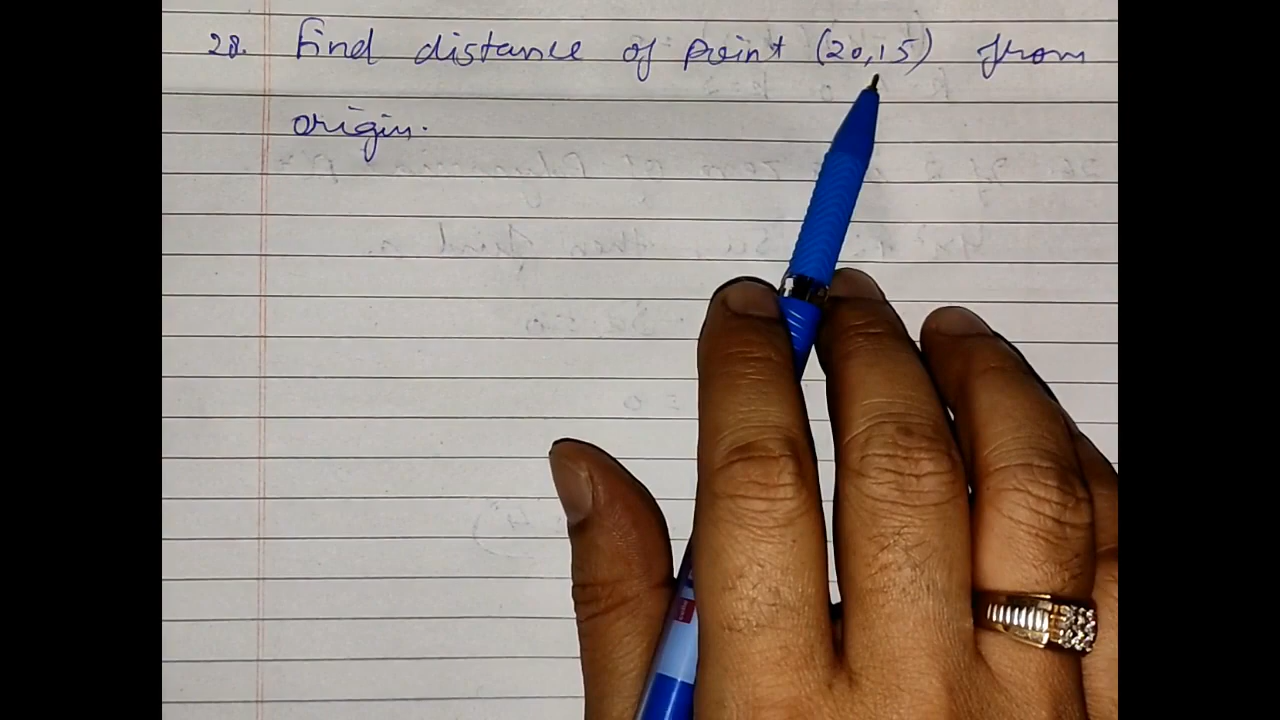 28. Find distance of point (20,15) from
origin.